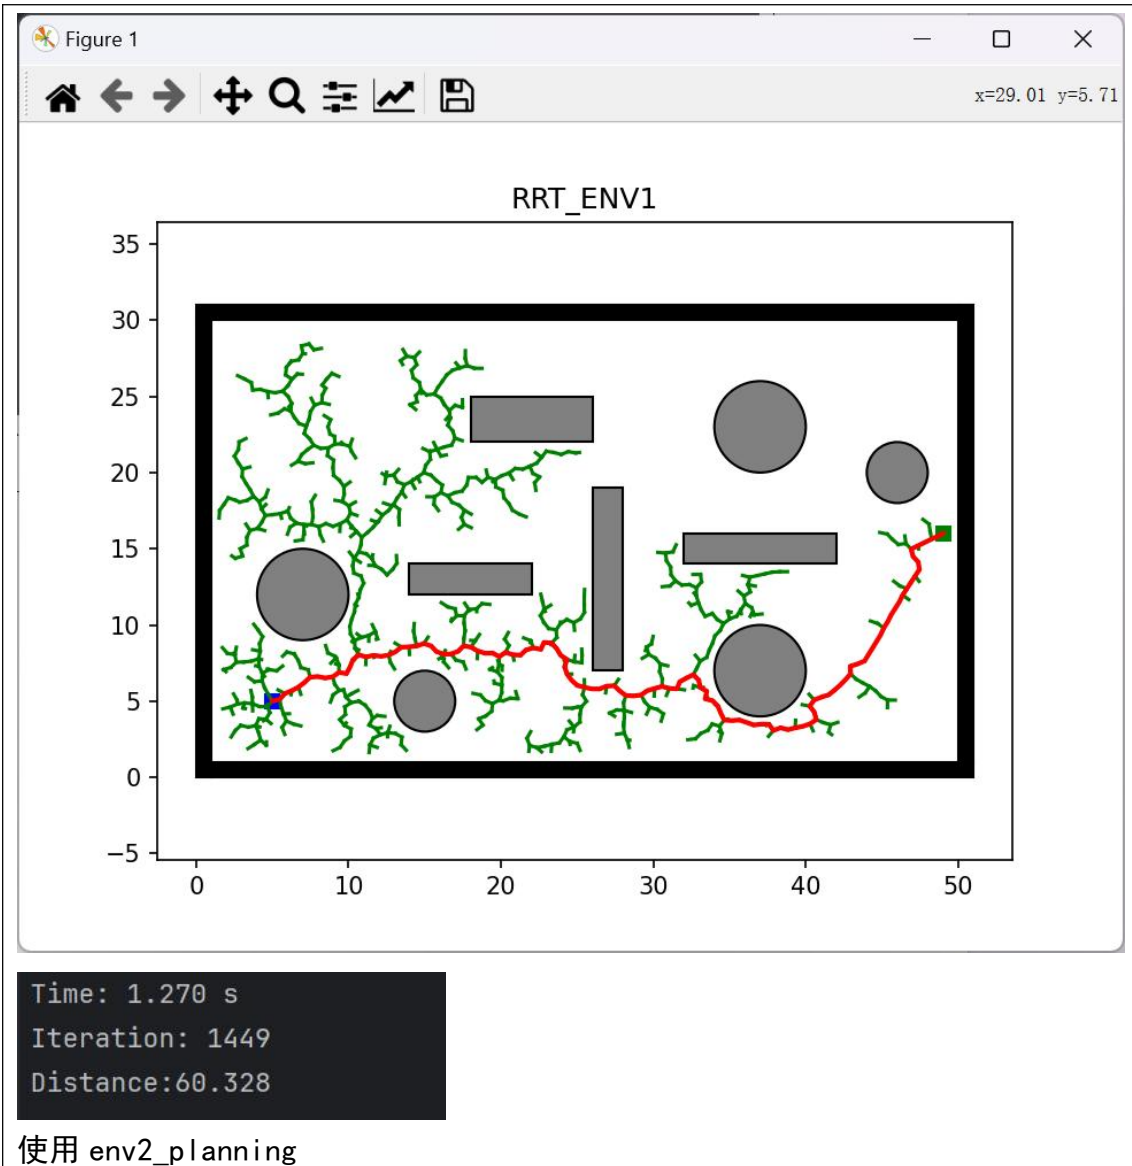 Figure 1
x=29.01 y=5.71
RRT_ENV1
35
30
25
20
15
10
5
0
−5
0 10 20 30 40 50
Time: 1.270 s
Iteration: 1449
Distance:60.328
使用 env2_planning